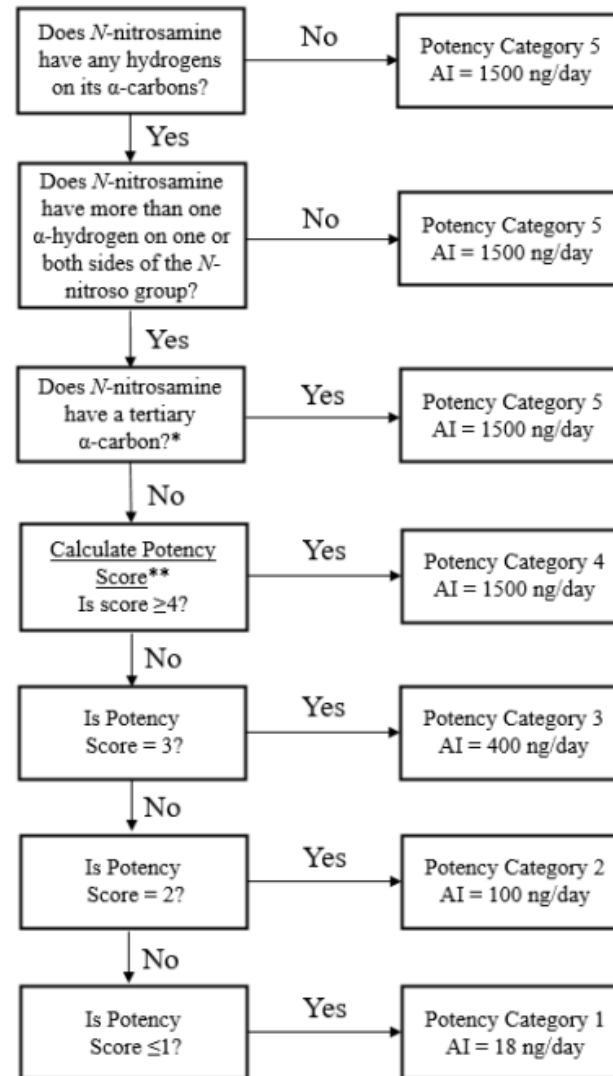 Does N-nitrosamine
have any hydrogens
on its α-carbons?
No
Potency Category 5
AI = 1500 ng/day
Yes
Does N-nitrosamine
have more than one
α-hydrogen on one or
both sides of the N-
nitroso group?
No
Potency Category 5
AI = 1500 ng/day
Yes
Does N-nitrosamine
have a tertiary
α-carbon?*
Yes
Potency Category 5
AI = 1500 ng/day
No
Calculate Potency
Score**
Is score ≥4?
Yes
Potency Category 4
AI = 1500 ng/day
No
Is Potency
Score = 3?
Yes
Potency Category 3
AI = 400 ng/day
No
Is Potency
Score = 2?
Yes
Potency Category 2
AI = 100 ng/day
No
Is Potency
Score ≤1?
Yes
Potency Category 1
AI = 18 ng/day